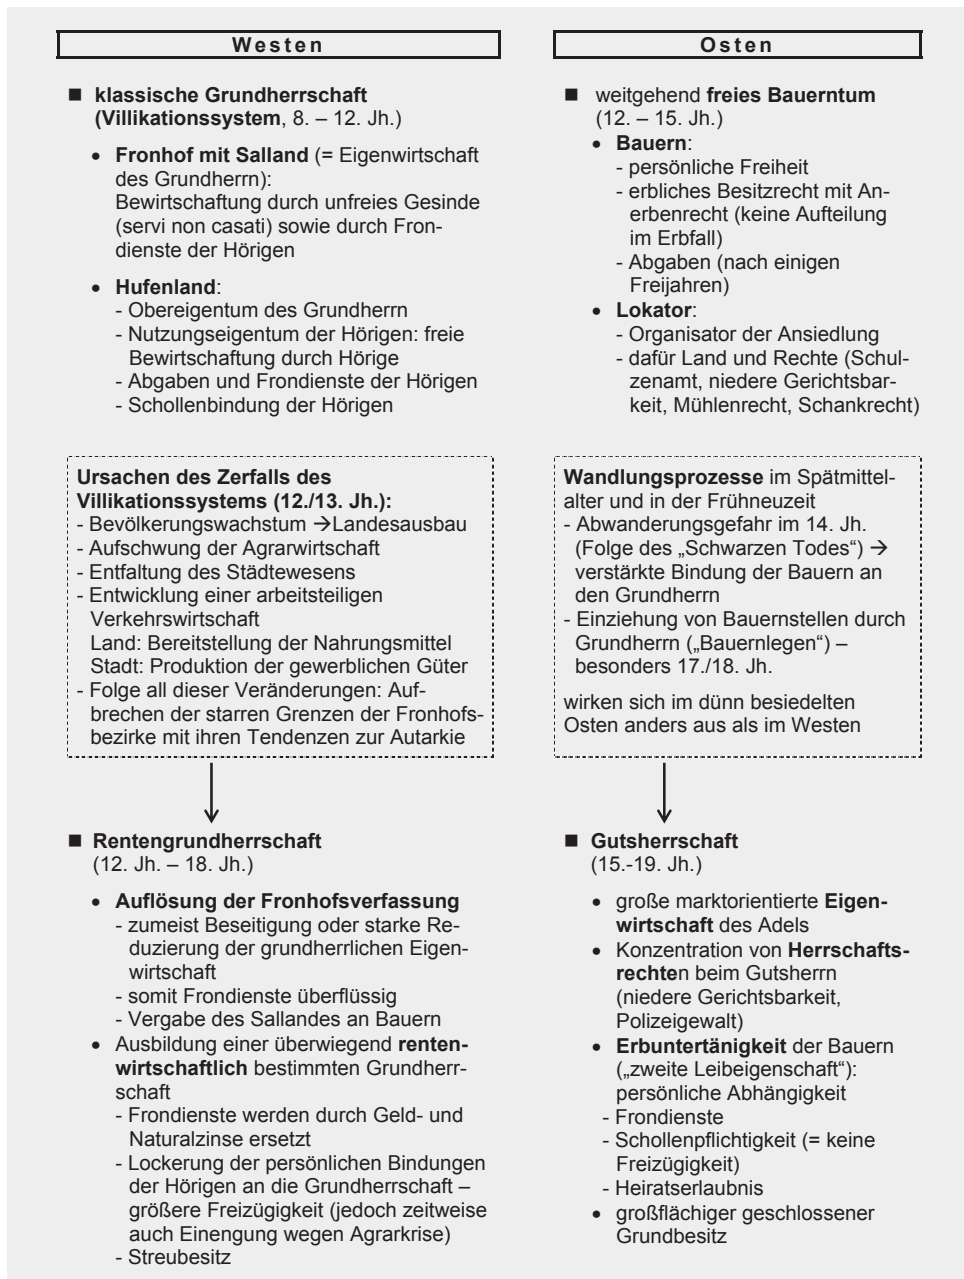 Westen
■ klassische Grundherrschaft
(Villikationssystem, 8. – 12. Jh.)
• Fronhof mit Salland (= Eigenwirtschaft
des Grundherrn):
Bewirtschaftung durch unfreies Gesinde
(servi non casati) sowie durch Fron-
dienste der Hörigen
• Hufenland:
- Obereigentum des Grundherrn
- Nutzungseigentum der Hörigen: freie
Bewirtschaftung durch Hörige
- Abgaben und Frondienste der Hörigen
- Schollenbindung der Hörigen
Ursachen des Zerfalls des
Villikationssystems (12./13. Jh.):
- Bevölkerungswachstum →Landesausbau
- Aufschwung der Agrarwirtschaft
- Entfaltung des Städtewesens
- Entwicklung einer arbeitsteiligen
Verkehrswirtschaft
Land: Bereitstellung der Nahrungsmittel
Stadt: Produktion der gewerblichen Güter
- Folge all dieser Veränderungen: Auf-
brechen der starren Grenzen der Fronhofs-
bezirke mit ihren Tendenzen zur Autarkie
■ Rentengrundherrschaft
(12. Jh. – 18. Jh.)
• Auflösung der Fronhofsverfassung
- zumeist Beseitigung oder starke Re-
duzierung der grundherrlichen Eigen-
wirtschaft
- somit Frondienste überflüssig
- Vergabe des Sallandes an Bauern
• Ausbildung einer überwiegend renten-
wirtschaftlich bestimmten Grundherr-
schaft
- Frondienste werden durch Geld- und
Naturalzinse ersetzt
- Lockerung der persönlichen Bindungen
der Hörigen an die Grundherrschaft –
größere Freizügigkeit (jedoch zeitweise
auch Einengung wegen Agrarkrise)
- Streubesitz
Osten
■ weitgehend freies Bauerntum
(12. – 15. Jh.)
• Bauern:
- persönliche Freiheit
- erbliches Besitzrecht mit An-
erbenrecht (keine Aufteilung
im Erbfall)
- Abgaben (nach einigen
Freijahren)
• Lokator:
- Organisator der Ansiedlung
- dafür Land und Rechte (Schul-
zenamt, niedere Gerichtsbar-
keit, Mühlenrecht, Schankrecht)
Wandlungsprozesse im Spätmittel-
alter und in der Frühneuzeit
- Abwanderungsgefahr im 14. Jh.
(Folge des „Schwarzen Todes“) →
verstärkte Bindung der Bauern an
den Grundherrn
- Einziehung von Bauernstellen durch
Grundherrn („Bauernlegen“) –
besonders 17./18. Jh.
wirken sich im dünn besiedelten
Osten anders aus als im Westen
■ Gutsherrschaft
(15.-19. Jh.)
• große marktorientierte Eigen-
wirtschaft des Adels
• Konzentration von Herrschafts-
rechten beim Gutsherrn
(niedere Gerichtsbarkeit,
Polizeigewalt)
• Erbuntertänigkeit der Bauern
(„zweite Leibeigenschaft“):
persönliche Abhängigkeit
- Frondienste
- Schollenpflichtigkeit (= keine
Freizügigkeit)
- Heiratserlaubnis
• großflächiger geschlossener
Grundbesitz